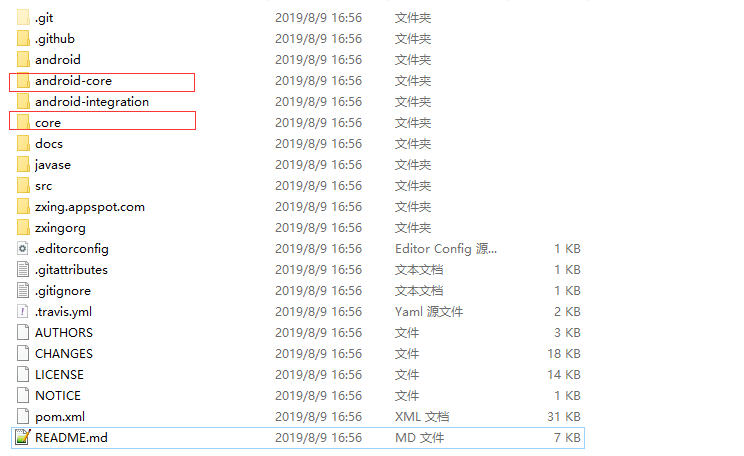 .git 2019/8/9 16:56 文件夹
.github 2019/8/9 16:56 文件夹
android 2019/8/9 16:56 文件夹
android-core 2019/8/9 16:56 文件夹
android-integration 2019/8/9 16:56 文件夹
core 2019/8/9 16:56 文件夹
docs 2019/8/9 16:56 文件夹
javase 2019/8/9 16:56 文件夹
src 2019/8/9 16:56 文件夹
zxing.appspot.com 2019/8/9 16:56 文件夹
zxingorg 2019/8/9 16:56 文件夹
.editorconfig 2019/8/9 16:56 Editor Config 源... 1 KB
.gitattributes 2019/8/9 16:56 文本文档 1 KB
.gitignore 2019/8/9 16:56 文本文档 1 KB
.travis.yml 2019/8/9 16:56 Yaml 源文件 2 KB
AUTHORS 2019/8/9 16:56 文件 3 KB
CHANGES 2019/8/9 16:56 文件 18 KB
LICENSE 2019/8/9 16:56 文件 14 KB
NOTICE 2019/8/9 16:56 文件 1 KB
pom.xml 2019/8/9 16:56 XML 文档 31 KB
README.md 2019/8/9 16:56 MD 文件 7 KB